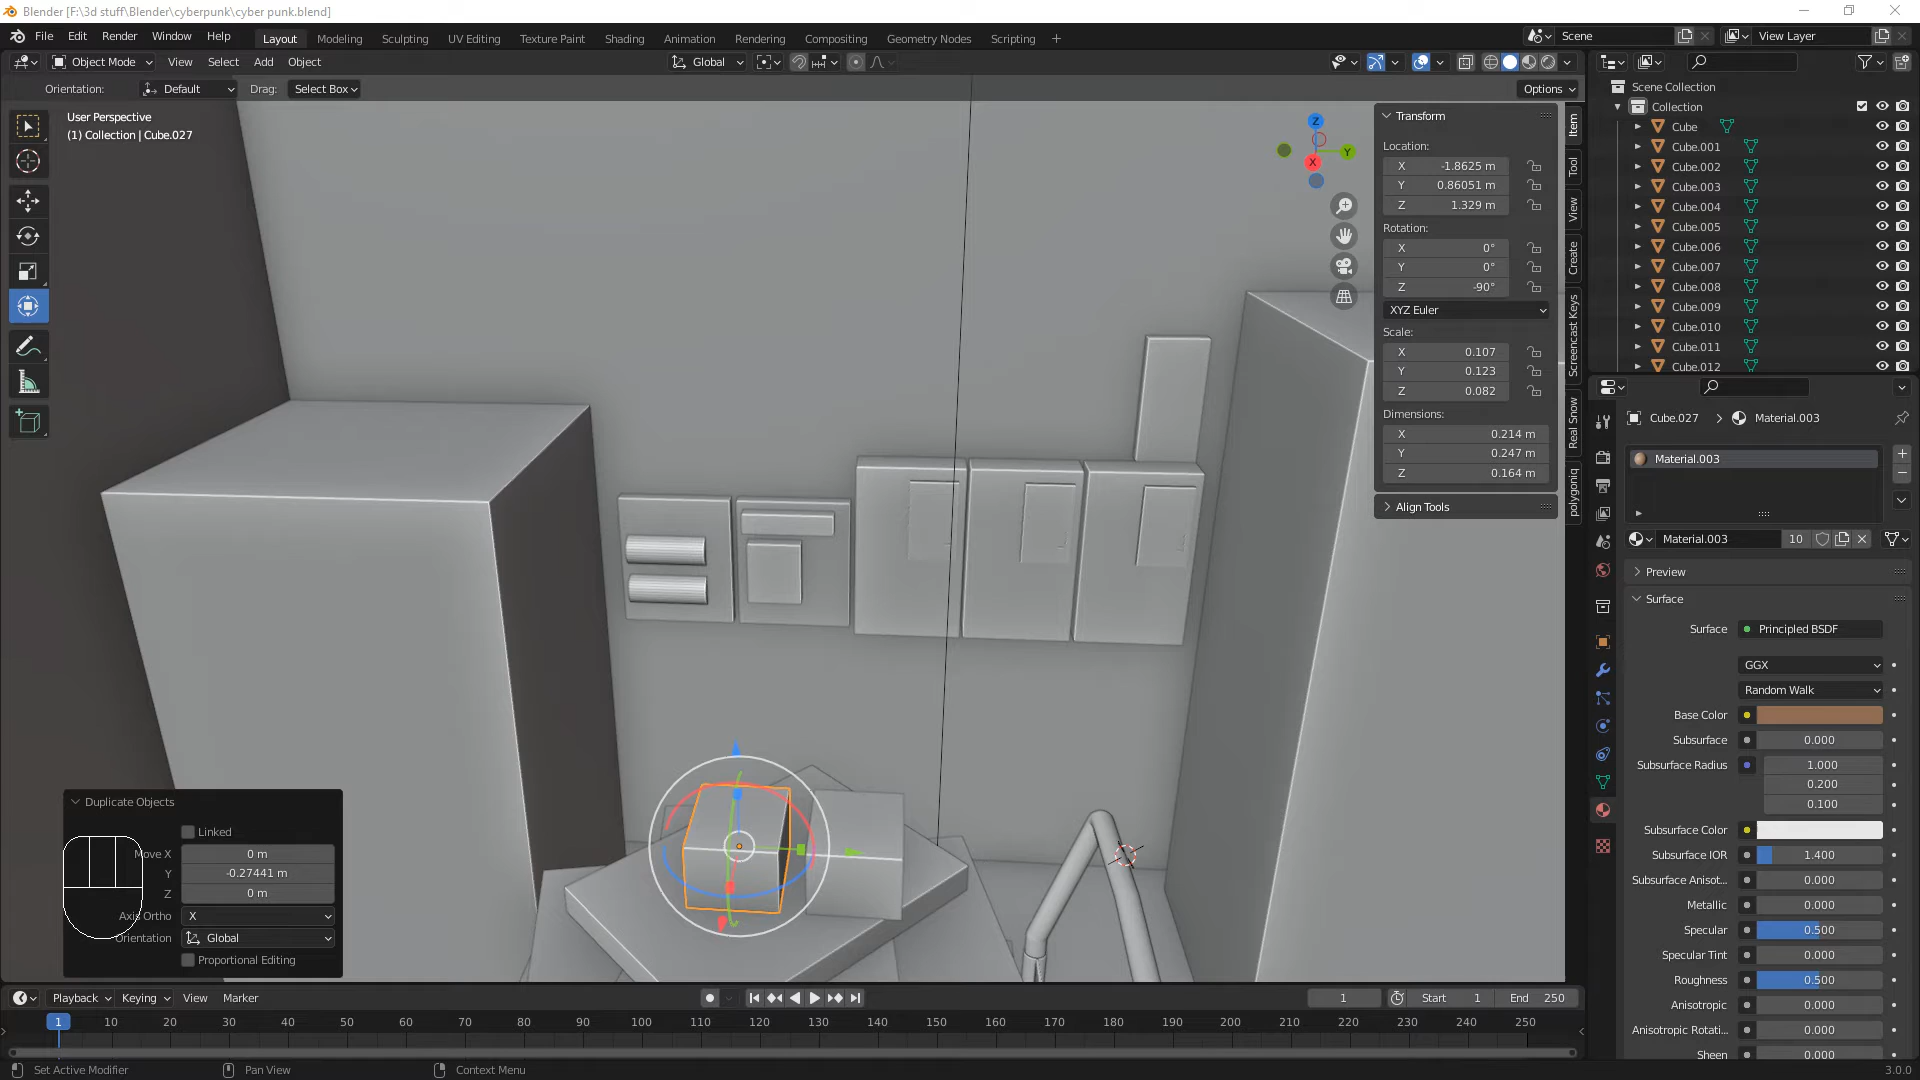 Blender [F:\3d stuff\Blender\cyberpunk\cyber punk.blend]
File Edit Render Window Help Layout Modeling Sculpting UV Editing Texture Paint Shading Animation Rendering Compositing Geometry Nodes Scripting + Scene View Layer
Object Mode View Select Add Object Global
Orientation: Default Drag: Select Box Options
User Perspective
(1) Collection | Cube.027
Z
Y
X
Transform
Location:
X -1.8625 m
Y 0.86051 m
Z 1.329 m
Rotation:
X 0°
Y 0°
Z -90°
XYZ Euler
Scale:
X 0.107
Y 0.123
Z 0.082
Dimensions:
X 0.214 m
Y 0.247 m
Z 0.164 m
Align Tools
Item
Tool
View
Create
Screencast Keys
Real Snow
polygoniq
Scene Collection
Collection
Cube
Cube.001
Cube.002
Cube.003
Cube.004
Cube.005
Cube.006
Cube.007
Cube.008
Cube.009
Cube.010
Cube.011
Cube.012
Cube.027 > Material.003
Material.003
Material.003 10
Preview
Surface
Surface Principled BSDF
GGX
Random Walk
Base Color
Subsurface 0.000
Subsurface Radius 1.000
0.200
0.100
Subsurface Color
Subsurface IOR 1.400
Subsurface Anisot... 0.000
Metallic 0.000
Specular 0.500
Specular Tint 0.000
Roughness 0.500
Anisotropic 0.000
Anisotropic Rotati... 0.000
Sheen 0.000
Duplicate Objects
Linked
Move X 0 m
Y -0.27441 m
Z 0 m
Axis Ortho X
Orientation Global
Proportional Editing
Playback Keying View Marker 1 Start 1 End 250
1 10 20 30 40 50 60 70 80 90 100 110 120 130 140 150 160 170 180 190 200 210 220 230 240 250
Set Active Modifier Pan View Context Menu 3.0.0